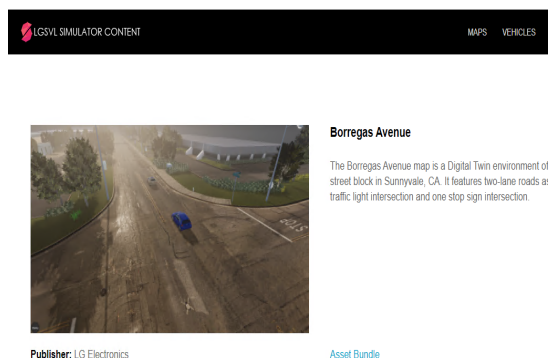 LGSVL SIMULATOR CONTENT
MAPS VEHICLES
Borregas Avenue
The Borregas Avenue map is a Digital Twin environment of
street block in Sunnyvale, CA. It features two-lane roads as
traffic light intersection and one stop sign intersection.
STOP
Publisher: LG Electronics
Asset Bundle